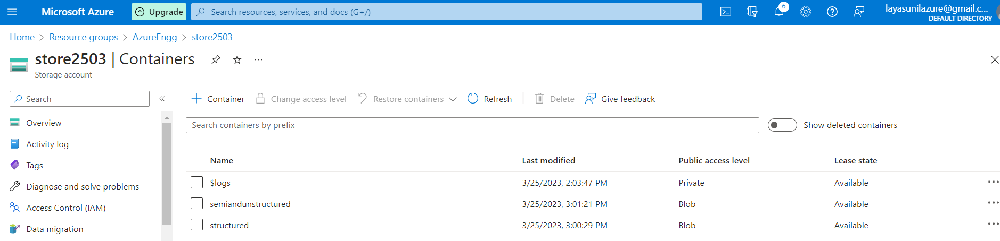 Microsoft Azure Upgrade Search resources, services, and docs (G+/) 6 layasunilazure@gmail.c...
DEFAULT DIRECTORY
Home > Resource groups > AzureEngg > store2503
store2503 | Containers
Storage account
Search «
+ Container Change access level Restore containers Refresh Delete Give feedback
Overview
Activity log
Tags
Diagnose and solve problems
Access Control (IAM)
Data migration
Search containers by prefix Show deleted containers
Name Last modified Public access level Lease state
$logs 3/25/2023, 2:03:47 PM Private Available
semiandunstructured 3/25/2023, 3:01:21 PM Blob Available
structured 3/25/2023, 3:00:29 PM Blob Available